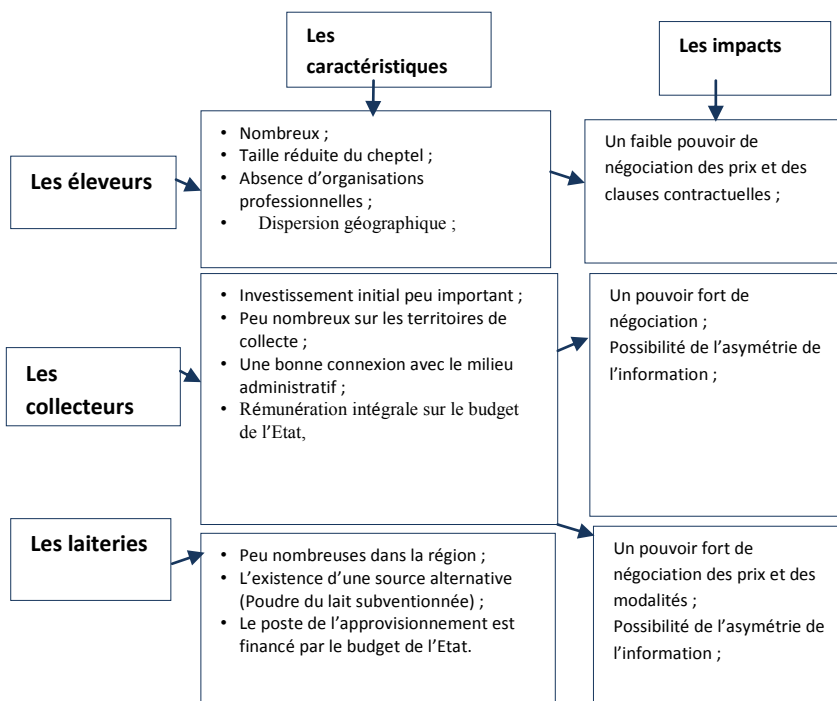 Les
caractéristiques
Les impacts
Les éleveurs
• Nombreux ;
• Taille réduite du cheptel ;
• Absence d’organisations
professionnelles ;
• Dispersion géographique ;
Un faible pouvoir de
négociation des prix et des
clauses contractuelles ;
Les
collecteurs
• Investissement initial peu important ;
• Peu nombreux sur les territoires de
collecte ;
• Une bonne connexion avec le milieu
administratif ;
• Rémunération intégrale sur le budget
de l’Etat,
Un pouvoir fort de
négociation ;
Possibilité de l’asymétrie de
l’information ;
Les laiteries
• Peu nombreuses dans la région ;
• L’existence d’une source alternative
(Poudre du lait subventionnée) ;
• Le poste de l’approvisionnement est
financé par le budget de l’Etat.
Un pouvoir fort de
négociation des prix et des
modalités ;
Possibilité de l’asymétrie de
l’information ;